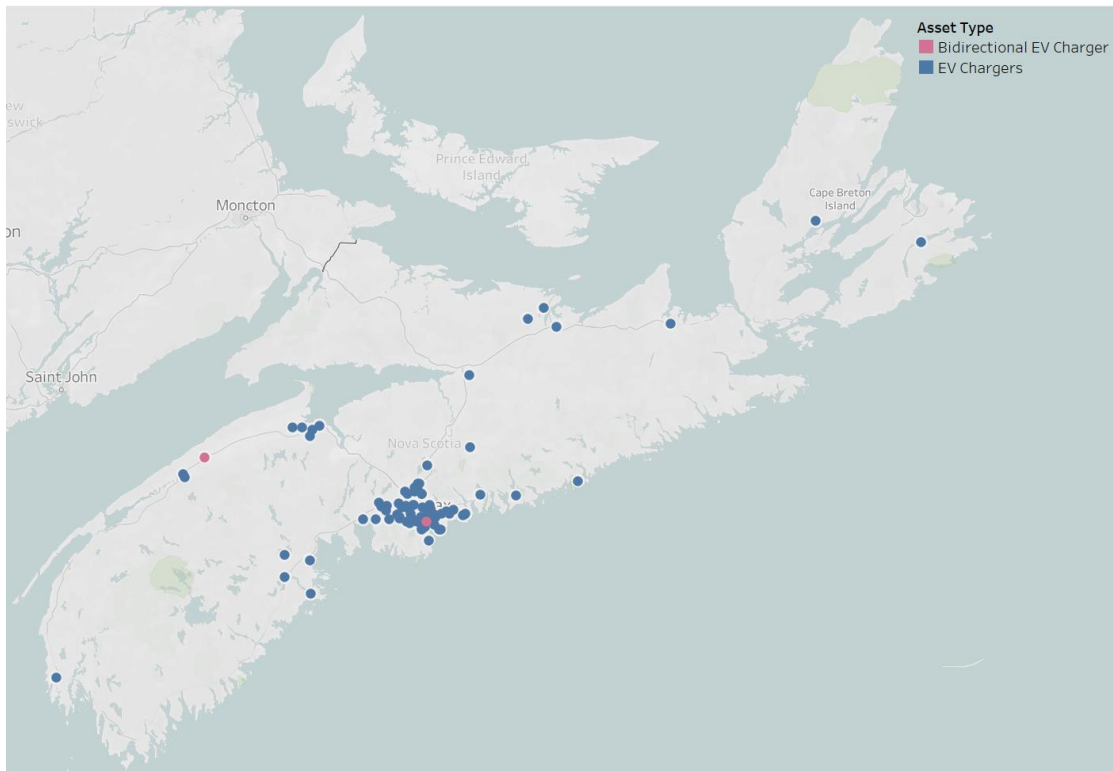 Asset Type
Bidirectional EV Charger
EV Chargers
Prince Edward
Island
Cape Breton
Island
Moncton
Saint John
Nova Scotia